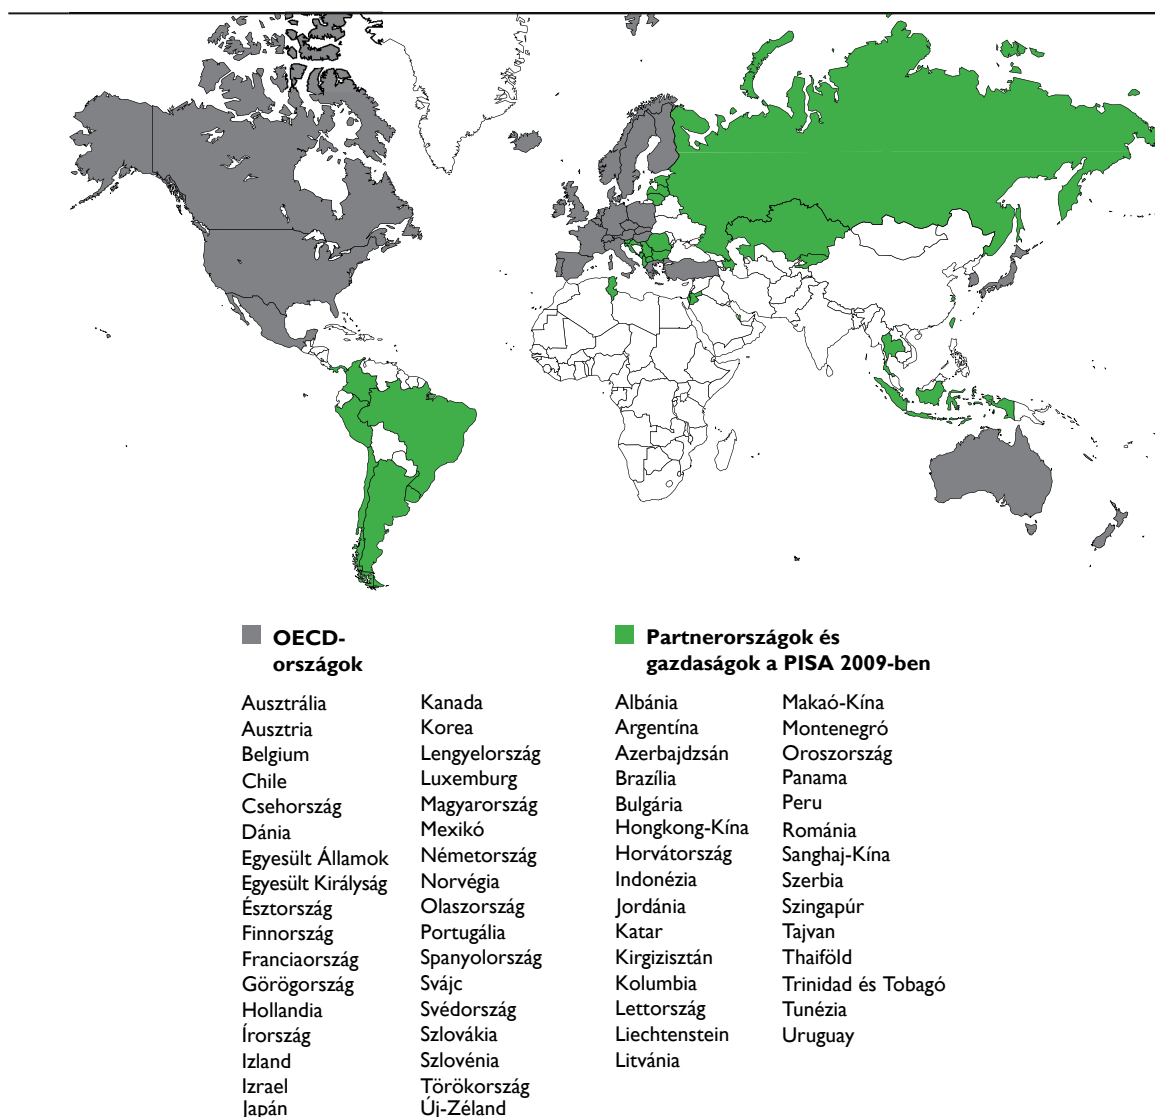 OECD-
országok
Ausztrália
Ausztria
Belgium
Chile
Csehország
Dánia
Egyesült Államok
Egyesült Királyság
Észtország
Finnország
Franciaország
Görögország
Hollandia
Írország
Izland
Izrael
Japán
Kanada
Korea
Lengyelország
Luxemburg
Magyarország
Mexikó
Németország
Norvégia
Olaszország
Portugália
Spanyolország
Svájc
Svédország
Szlovákia
Szlovénia
Törökország
Új-Zéland
Partnerországok és
gazdaságok a PISA 2009-ben
Albánia
Argentína
Azerbajdzsán
Brazília
Bulgária
Hongkong-Kína
Horvátország
Indonézia
Jordánia
Katar
Kirgizisztán
Kolumbia
Lettország
Liechtenstein
Litvánia
Makaó-Kína
Montenegró
Oroszország
Panama
Peru
Románia
Sanghaj-Kína
Szerbia
Szingapúr
Tajvan
Thaiföld
Trinidad és Tobagó
Tunézia
Uruguay